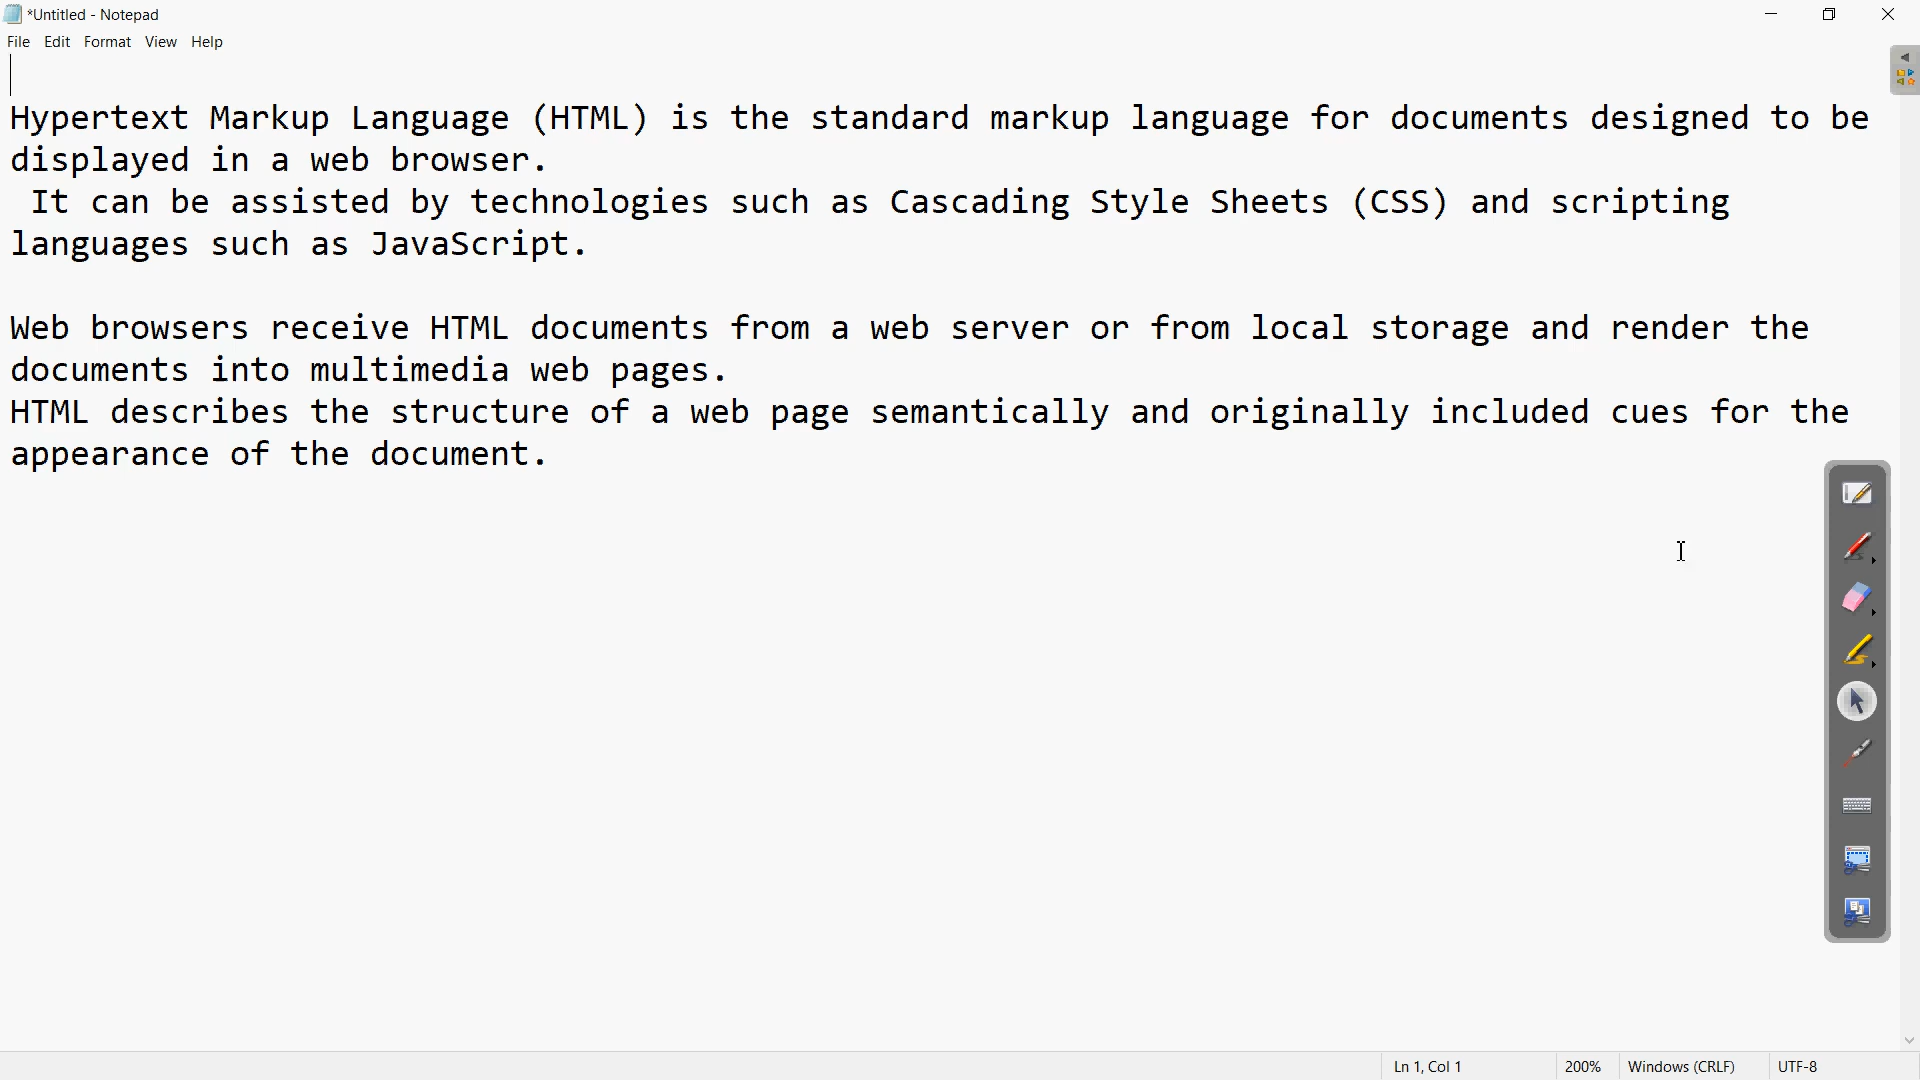 *Untitled - Notepad
File Edit Format View Help
Hypertext Markup Language (HTML) is the standard markup language for documents designed to be
displayed in a web browser.
It can be assisted by technologies such as Cascading Style Sheets (CSS) and scripting
languages such as JavaScript.
Web browsers receive HTML documents from a web server or from local storage and render the
documents into multimedia web pages.
HTML describes the structure of a web page semantically and originally included cues for the
appearance of the document.
Ln 1, Col 1 200% Windows (CRLF) UTF-8